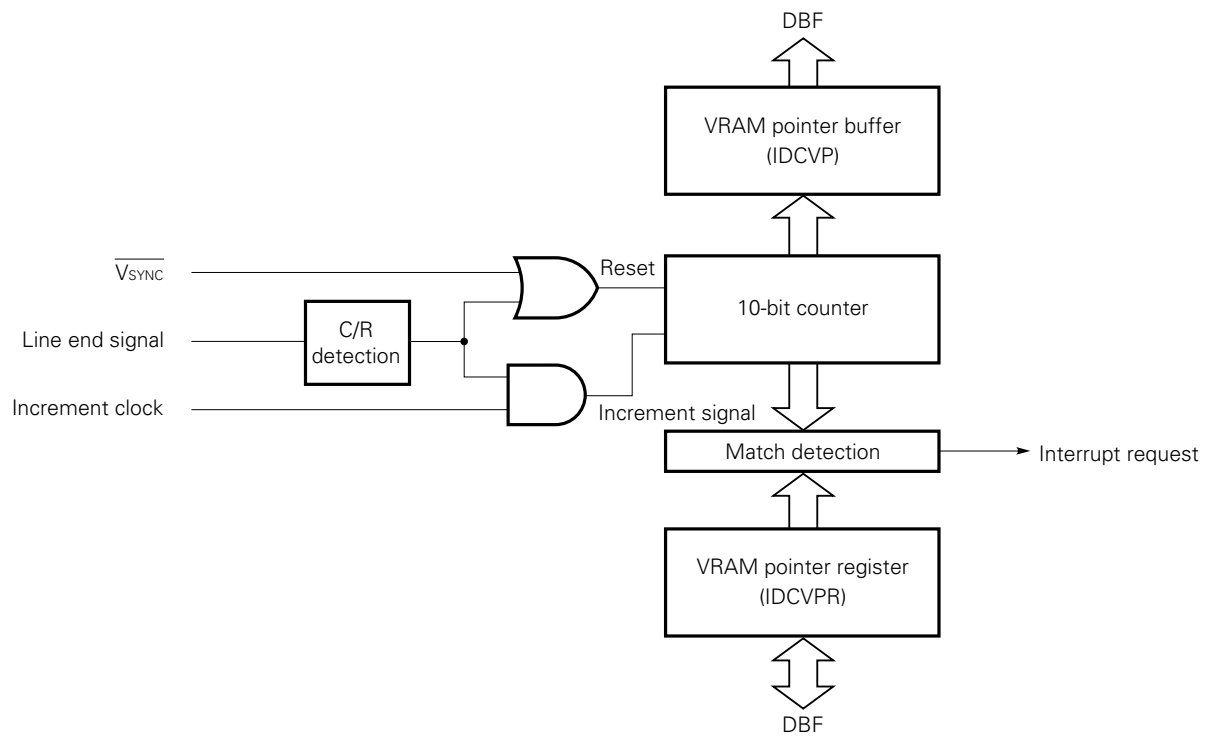 DBF
VRAM pointer buffer
(IDCVP)
VSYNC
Reset
10-bit counter
Line end signal
C/R
detection
Increment clock
Increment signal
Match detection
Interrupt request
VRAM pointer register
(IDCVPR)
DBF